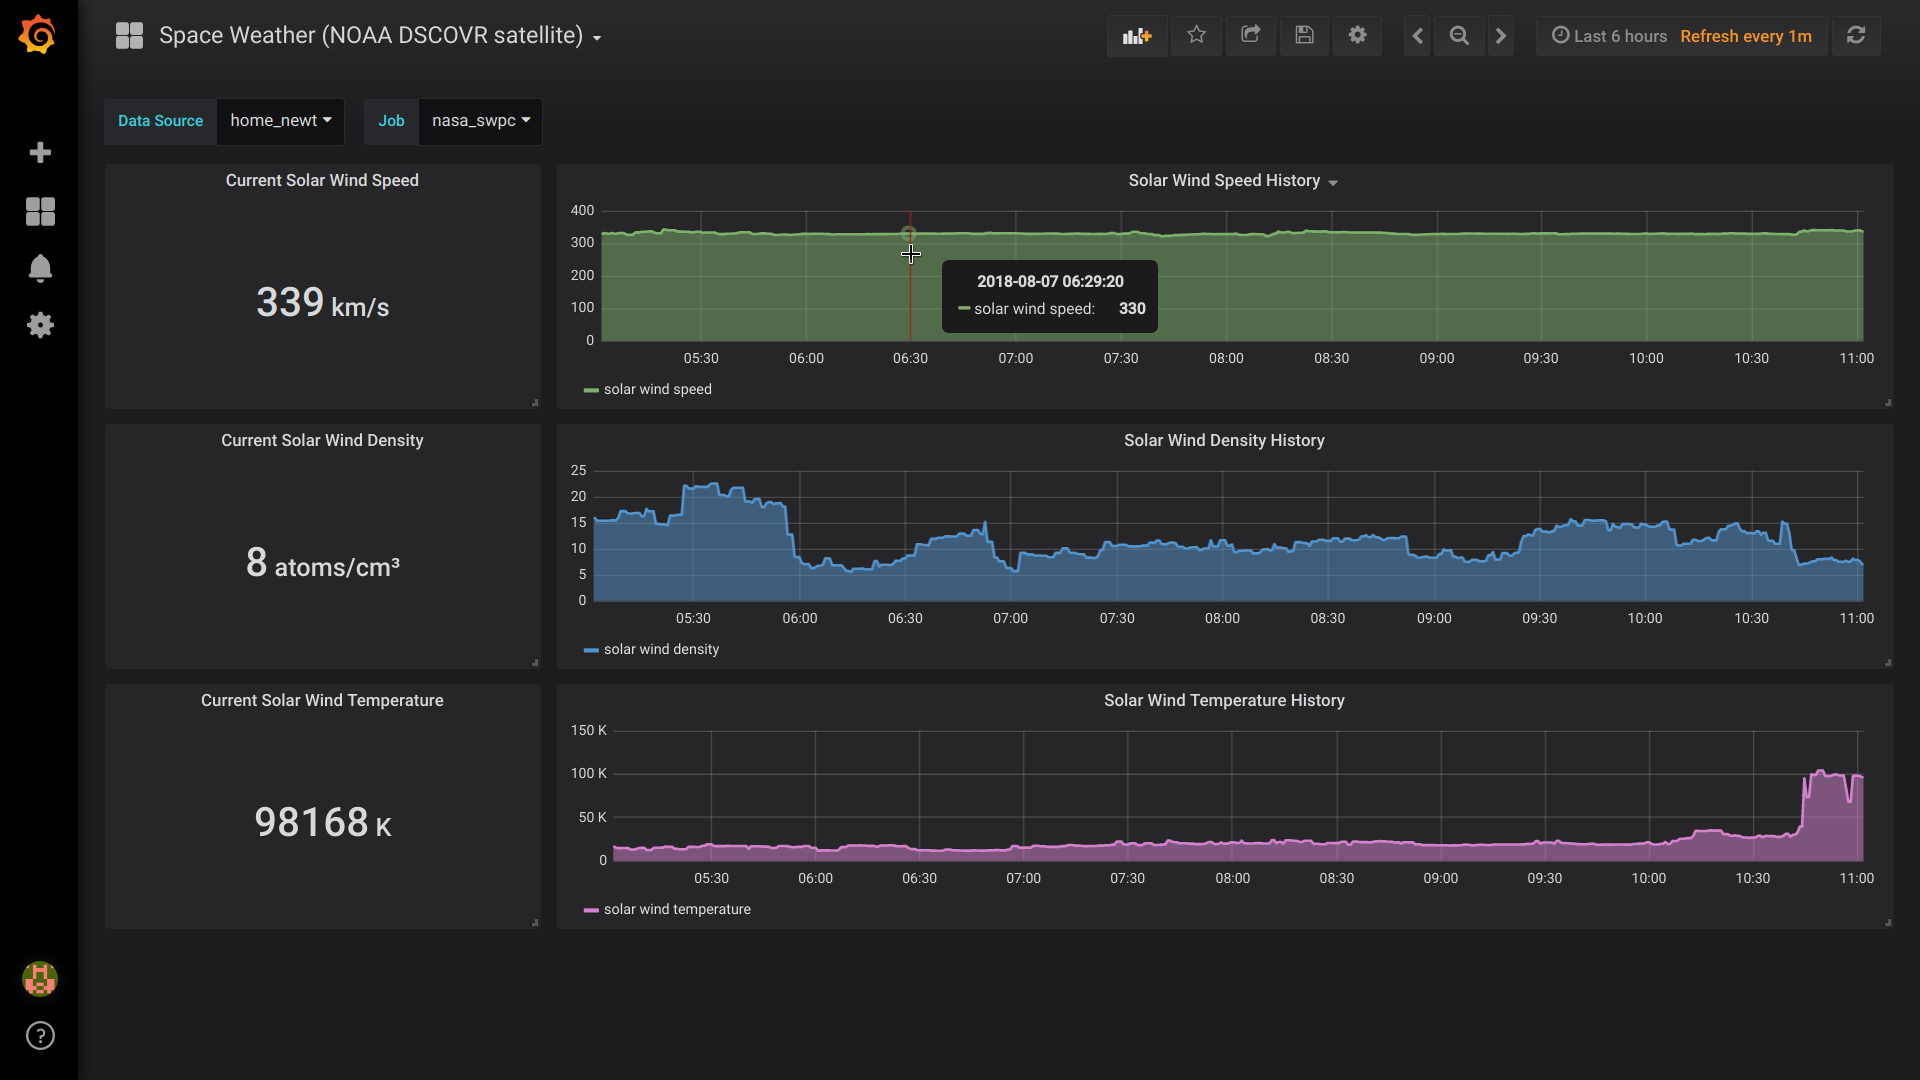 Space Weather (NOAA DSCOVR satellite)
Last 6 hours Refresh every 1m
Data Source home_newt Job nasa_swpc
Current Solar Wind Speed
339 km/s
Solar Wind Speed History
400
300
200
100
0
2018-08-07 06:29:20
solar wind speed: 330
05:30 06:00 06:30 07:00 07:30 08:00 08:30 09:00 09:30 10:00 10:30 11:00
solar wind speed
Current Solar Wind Density
8 atoms/cm³
Solar Wind Density History
25
20
15
10
5
0
05:30 06:00 06:30 07:00 07:30 08:00 08:30 09:00 09:30 10:00 10:30 11:00
solar wind density
Current Solar Wind Temperature
98168 K
Solar Wind Temperature History
150 K
100 K
50 K
0
05:30 06:00 06:30 07:00 07:30 08:00 08:30 09:00 09:30 10:00 10:30 11:00
solar wind temperature
?